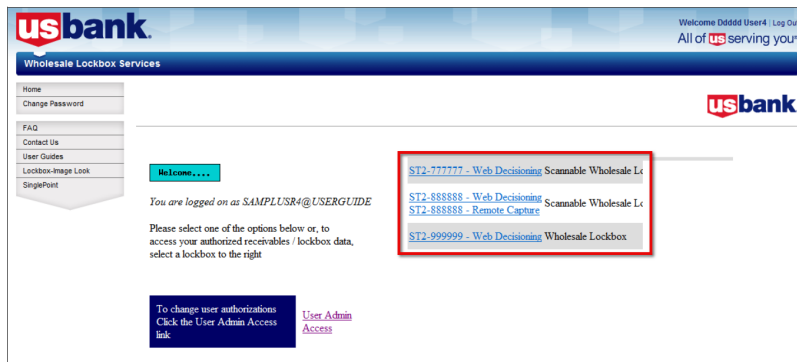 usbank.
Welcome Ddddd User4 | Log Ou
All of us serving you®
Wholesale Lockbox Services
Home
Change Password
FAQ
Contact Us
User Guides
Lockbox-Image Look
SinglePoint
usbank
Welcome....
You are logged on as SAMPLUSR4@USERGUIDE
Please select one of the options
below or, to
access your authorized receivables / lockbox data,
select a lockbox to the right
ST2-777777 - Web Decisioning Scannable Wholesale Lo
ST2-888888 - Web Decisioning
ST2-888888 - Remote Capture
Scannable Wholesale Lo
ST2-999999 - Web Decisioning Wholesale Lockbox
To change user authorizations
Click the User Admin Access
link
User Admin
Access